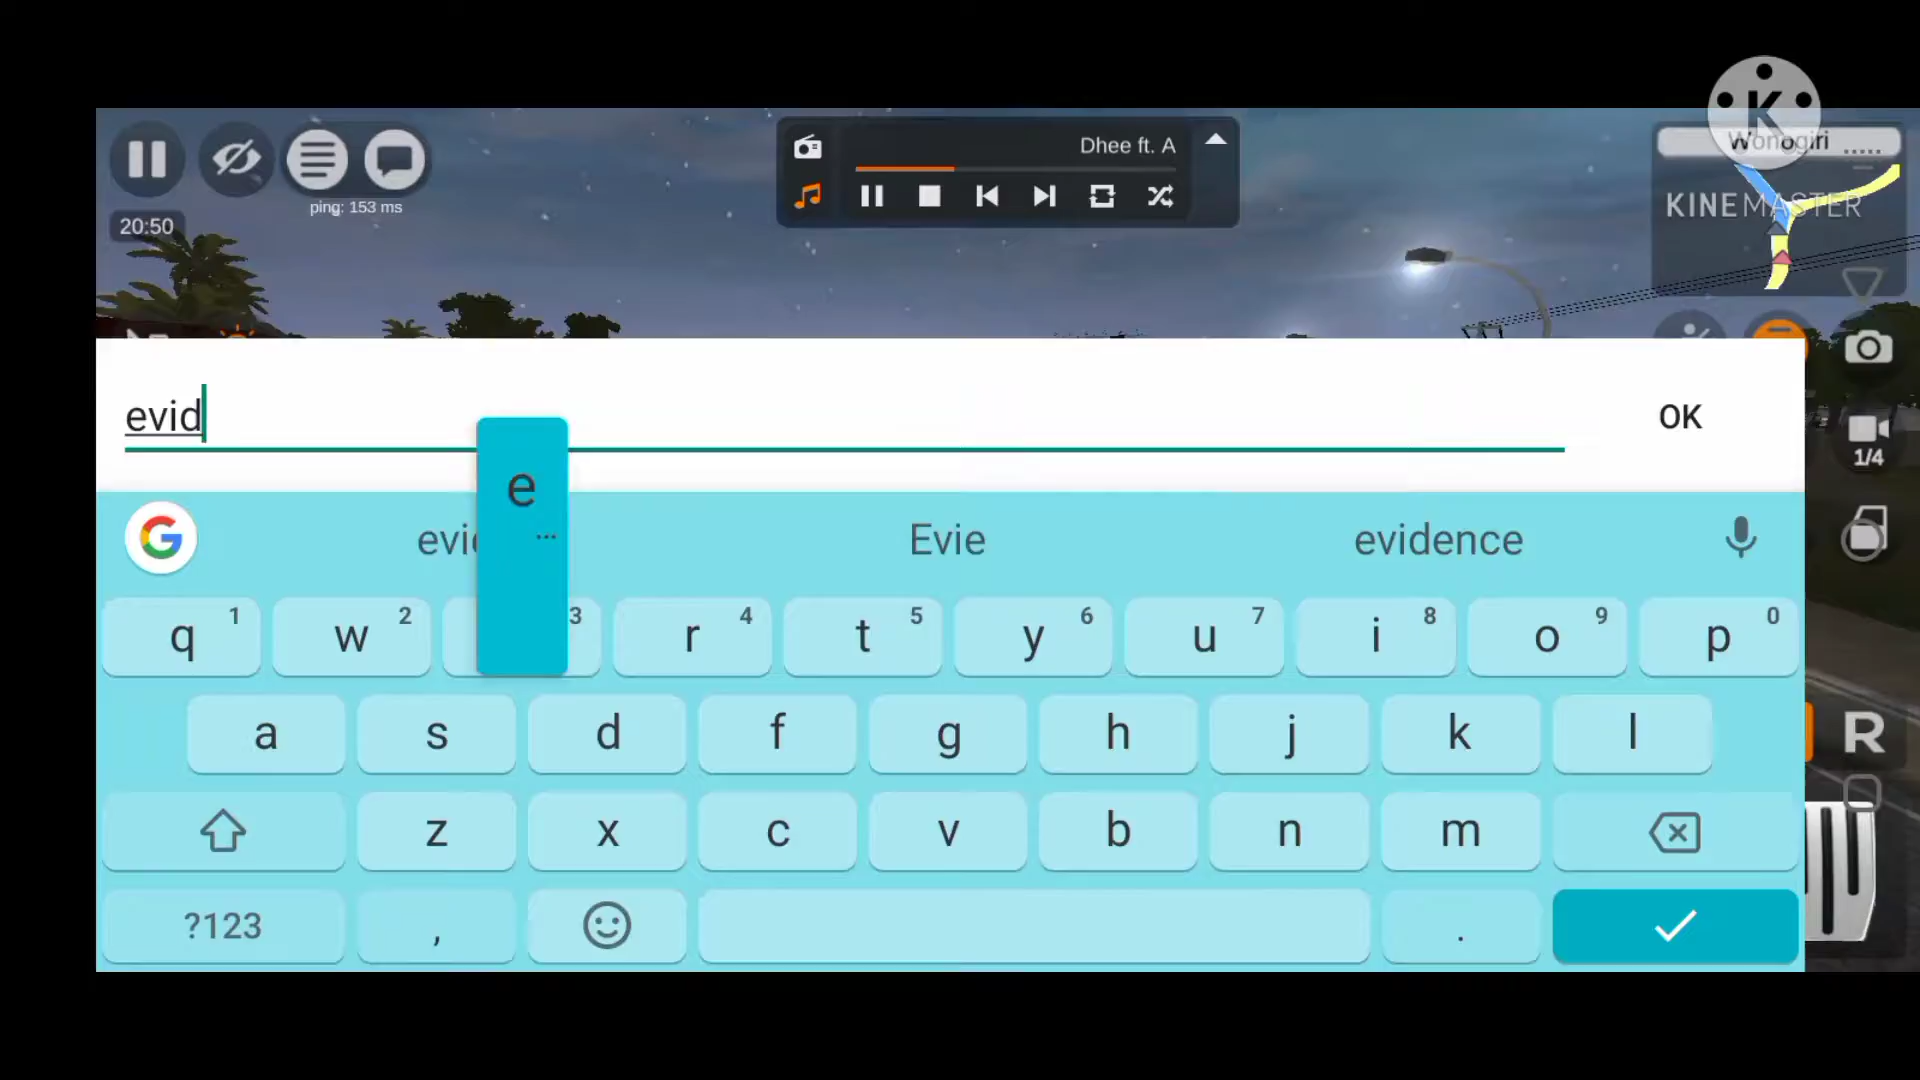 Dhee ft. A
Wonogiri .....
ping: 153 ms
20:50
K
KINEMASTER
evid
OK
1/4
e
...
G
Evie
evidence
q 1 w 2 3 r 4 t 5 y 6 u 7 i 8 o 9 p 0
a s d f g h j k l
R
z x c v b n m
?123 , .